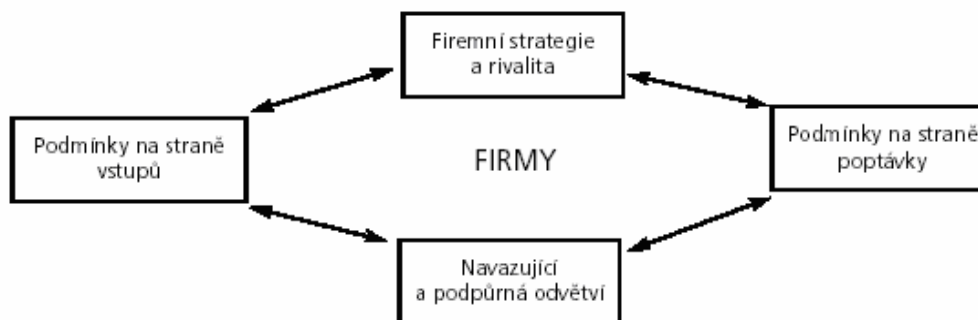 Firemní strategie
a rivalita
Podmínky na straně
vstupů
FIRMY
Podmínky na straně
poptávky
Navazující
a podpůrná odvětví